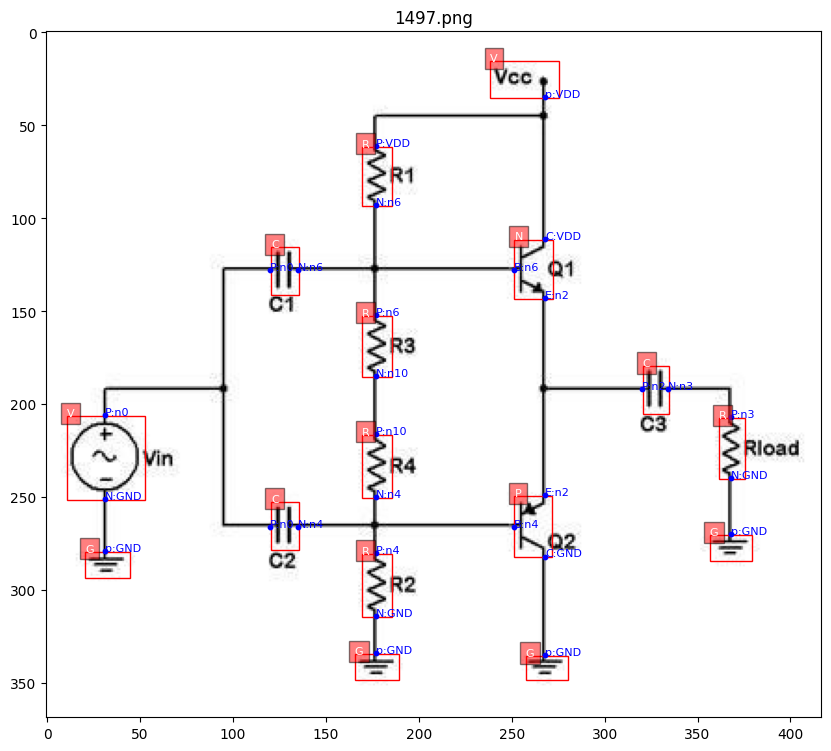 1497.png
V
Vcc
p:VDD
R P:VDD
R1
N:n6
C
P:n0 N:n6
C1
N C:VDD
B:n6
Q1
E:n2
R P:n6
R3
N:n10
C
P:n2 N:n3
C3
V P:n0
Vin
N:GND
R P:n10
R4
N:n4
R P:n3
Rload
N:GND
C
P:n0 N:n4
C2
P E:n2
B:n4
Q2
C:GND
G p:GND
R P:n4
R2
N:GND
G p:GND
G p:GND
G p:GND
0
50
100
150
200
250
300
350
0 50 100 150 200 250 300 350 400